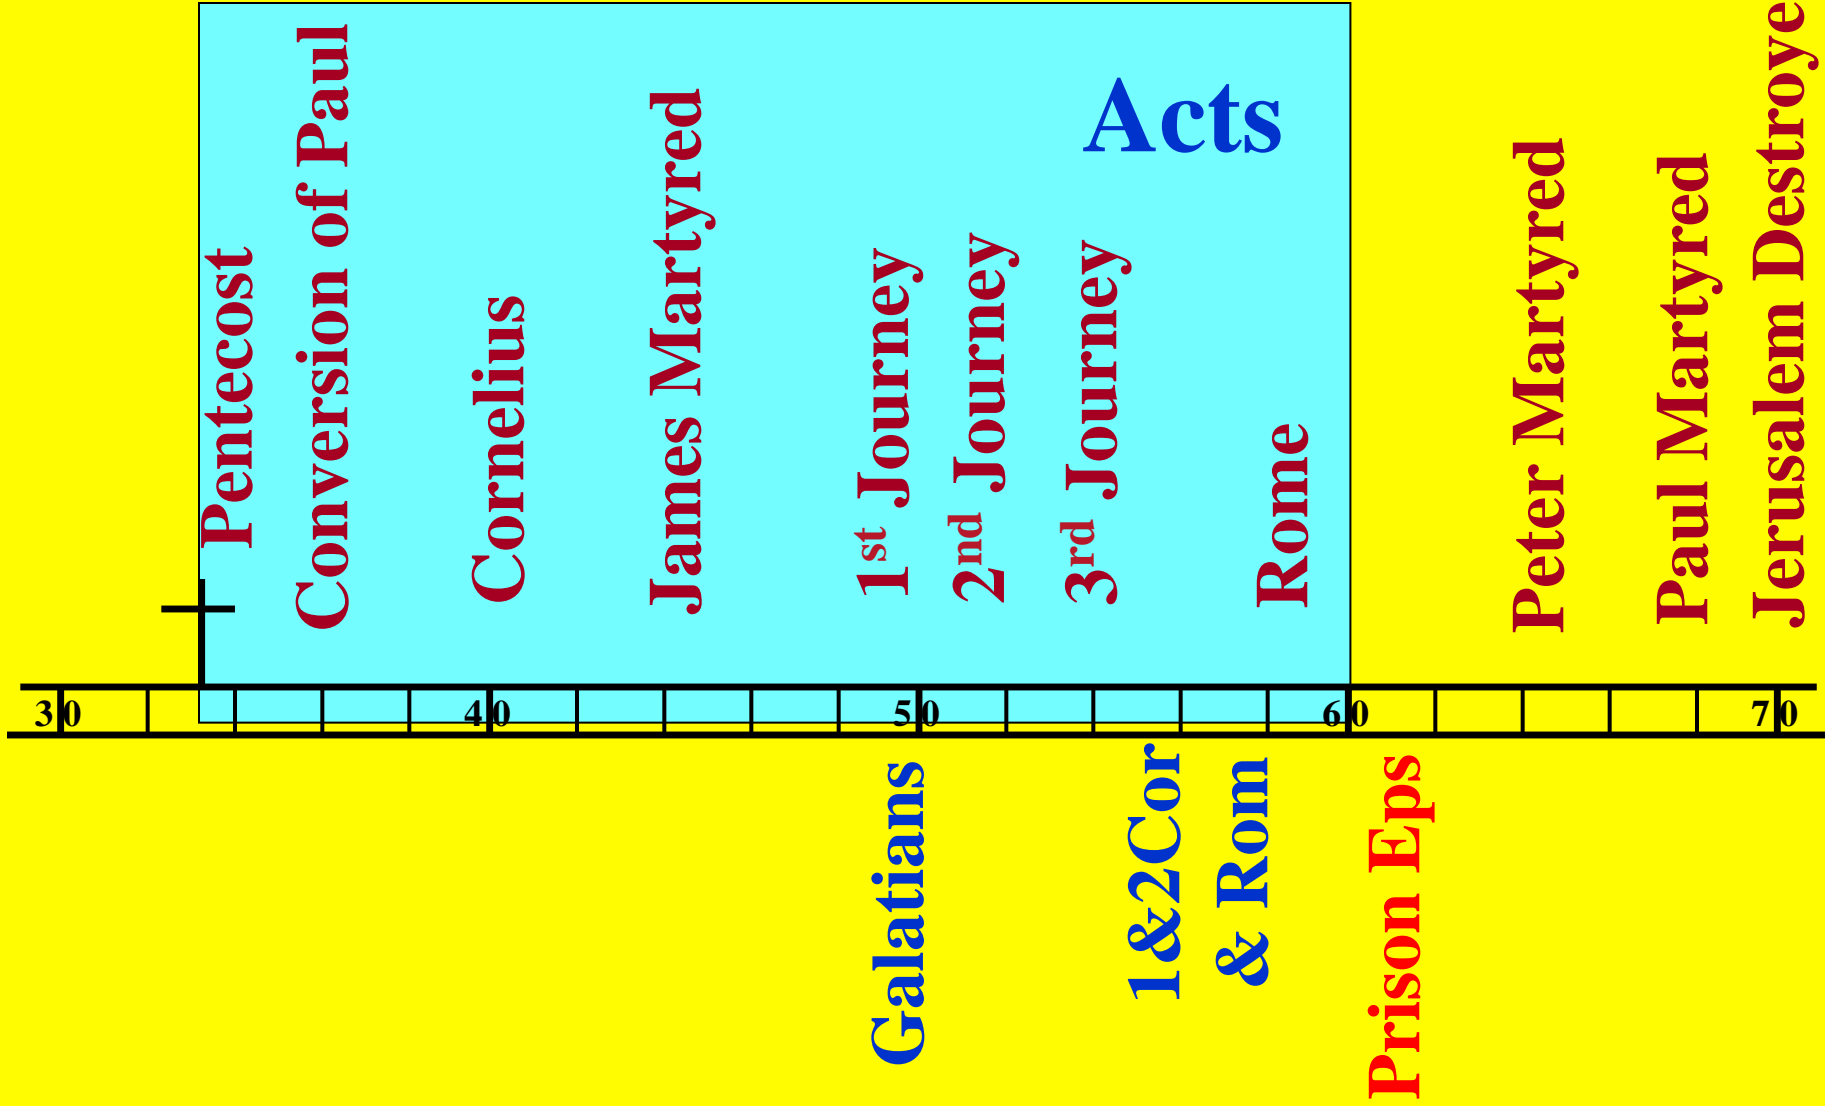 Acts
Pentecost
Conversion of Paul
Cornelius
James Martyred
1st Journey
2nd Journey
3rd Journey
Rome
Peter Martyred
Paul Martyred
Jerusalem Destroye
30
40
50
60
70
Galatians
1&2Cor
& Rom
Prison Eps